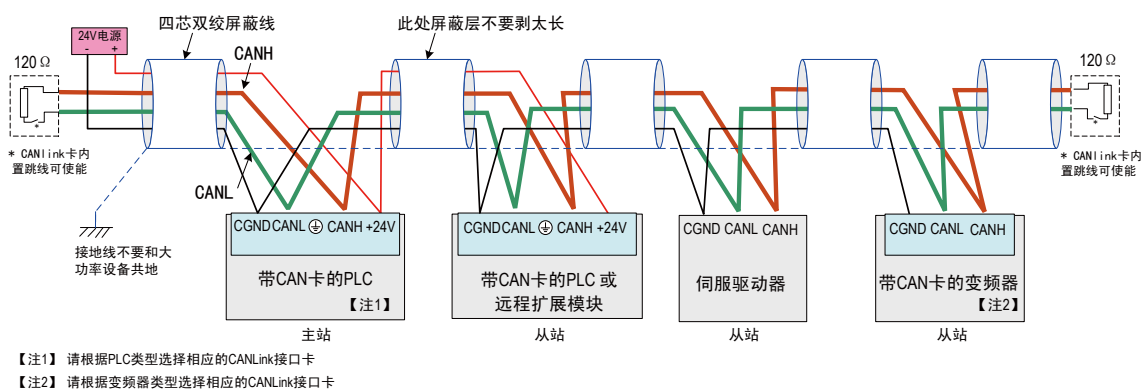 四芯双绞屏蔽线
此处屏蔽层不要剥太长
24V电源
- +
CANH
120 Ω
120 Ω
* CANlink卡内
置跳线可使能
* CANlink卡内
置跳线可使能
CANL
接地线不要和大
功率设备共地
CGND CANL CANH +24V
CGND CANL CANH +24V
CGND CANL CANH
CGND CANL CANH
带CAN卡的PLC
【注1】
带CAN卡的PLC 或
远程扩展模块
伺服驱动器
带CAN卡的变频器
【注2】
主站
从站
从站
从站
【注1】 请根据PLC类型选择相应的CANLink接口卡
【注2】 请根据变频器类型选择相应的CANLink接口卡